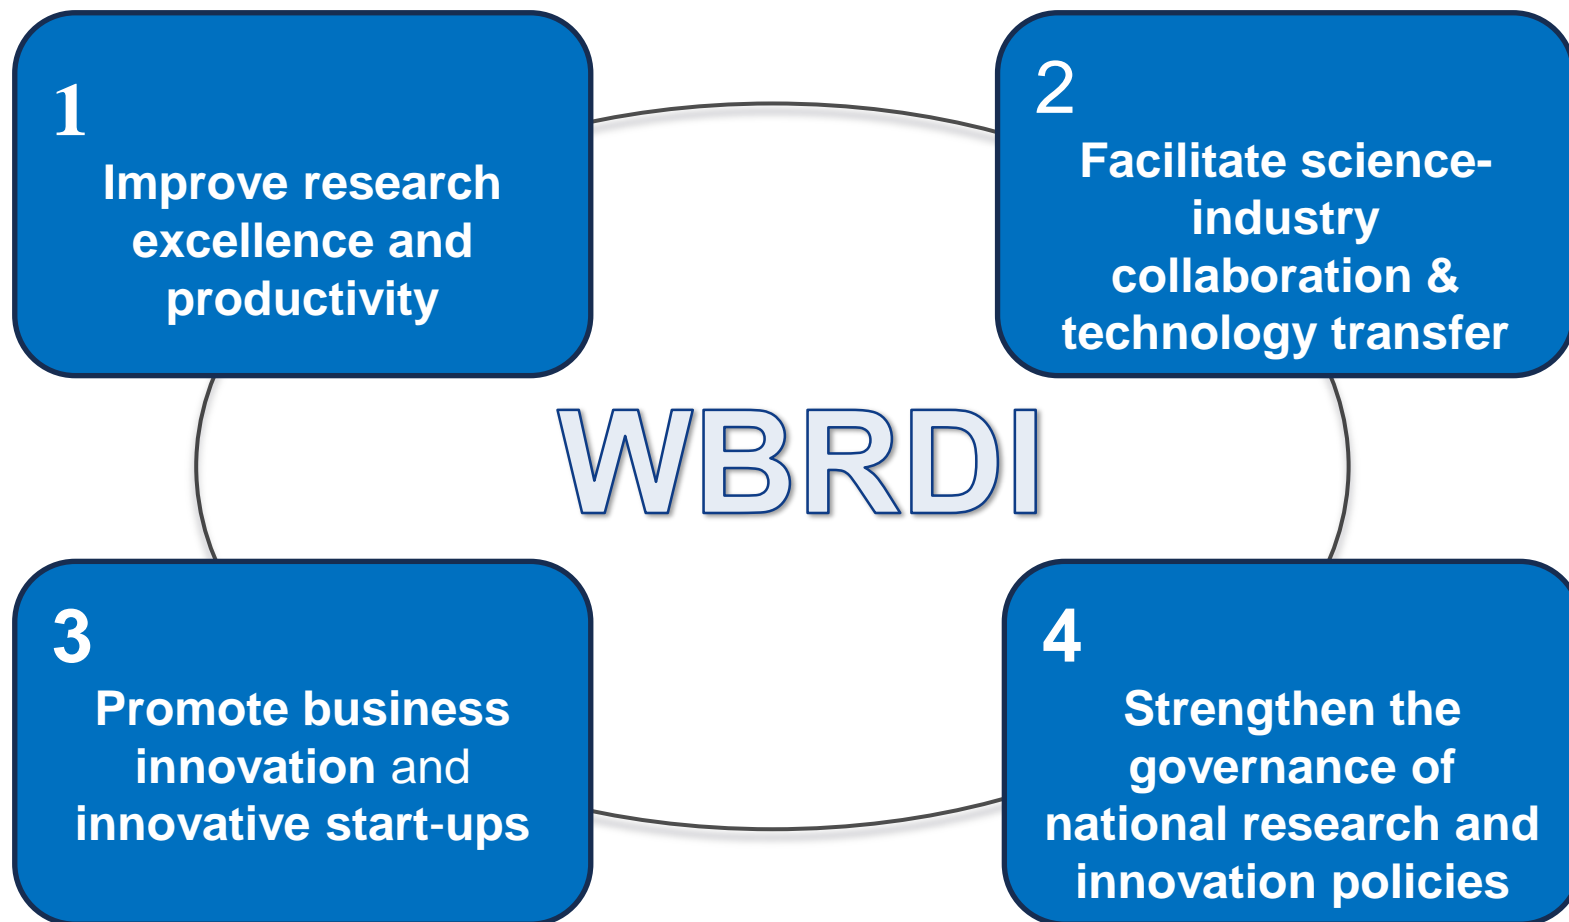 1
Improve research
excellence and
productivity
2
Facilitate science-
industry
collaboration &
technology transfer
WBRDI
3
Promote business
innovation and
innovative start-ups
4
Strengthen the
governance of
national research and
innovation policies